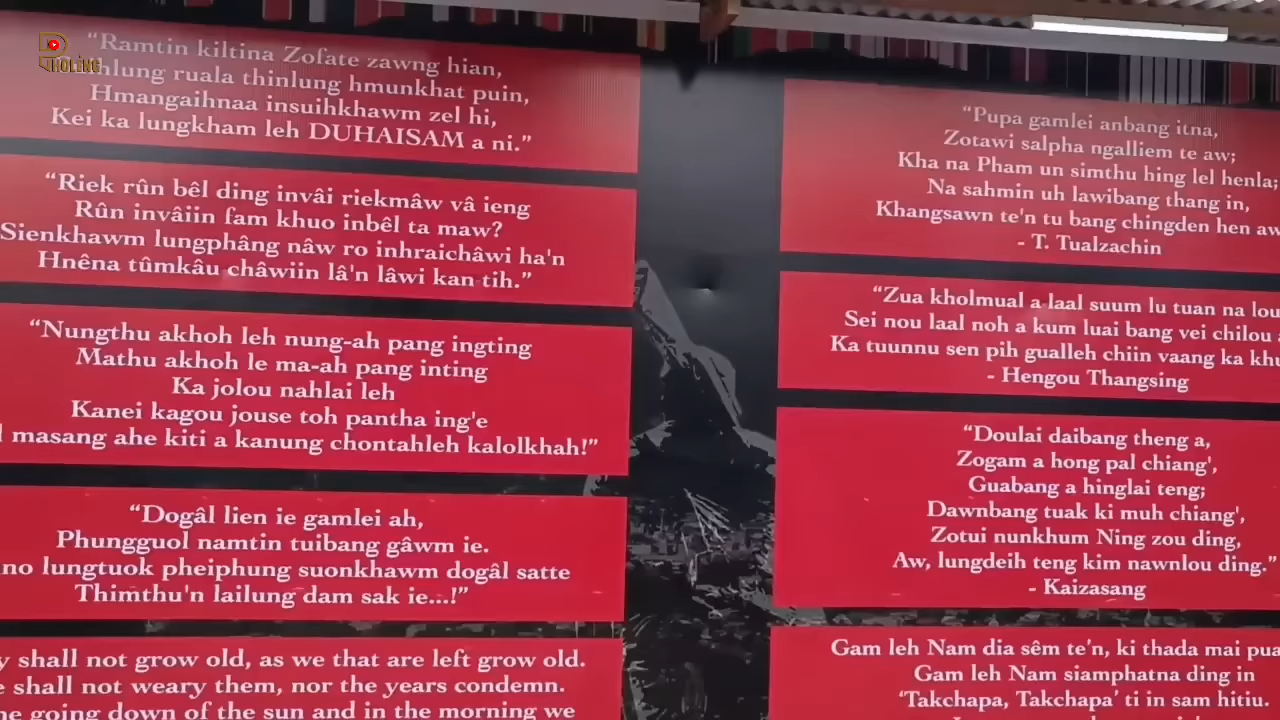 “Ramtin kiltina Zofate zawng hian,
ruala thinlung hmunkhat puin,
Hmangaihnaa insuihkhawm zel hi,
Kei ka lungkham leh DUHAISAM a ni.”
“Riek rûn bêl ding invâi riekmâw vâ ieng
Rûn invâiin fam khuo inbêl ta maw?
Sienkhawm lungphâng nâw ro inhraichâwi ha'n
Hnêna tûmkâu châwiin lâ'n lâwi kan tih.”
“Nungthu akhoh leh nung-ah pang ingting
Mathu akhoh le ma-ah pang inting
Ka jolou nahlai leh
Kanei kagou jouse toh pantha ing'e
masang ahe kiti a kanung chontahleh kalolkhah!”
“Dogâl lien ie gamlei ah,
Phungguol namtin tuibang gâwm ie.
lungtuok pheiphung suonkhawm dogâl satte
Thimthu'n lailung dam sak ie...!”
shall not grow old, as we that are left grow old.
shall not weary them, nor the years condemn.
going down of the sun and in the morning we
“Pupa gamlei anbang itna,
Zotawi salpha ngalliem te aw;
Kha na Pham un simthu hing lel henla;
Na sahmin uh lawibang thang in,
Khangsawn te'n tu bang chingden hen
- T. Tualzachin
“Zua kholmual a laal suum lu tuan na
Sei nou laal noh a kum luai bang vei chilou
Ka tuunnu sen pih gualleh chiin vaang ka
- Hengou Thangsing
“Doulai daibang theng a,
Zogam a hong pal chiang',
Guabang a hinglai teng;
Dawnbang tuak ki muh chiang',
Zotui nunkhum Ning zou ding,
Aw, lungdeih teng kim nawnlou ding.”
- Kaizasang
Gam leh Nam dia sêm te'n, ki thada mai
Gam leh Nam siamphatna ding in
‘Takchapa, Takchapa’ ti in sam hitiu.